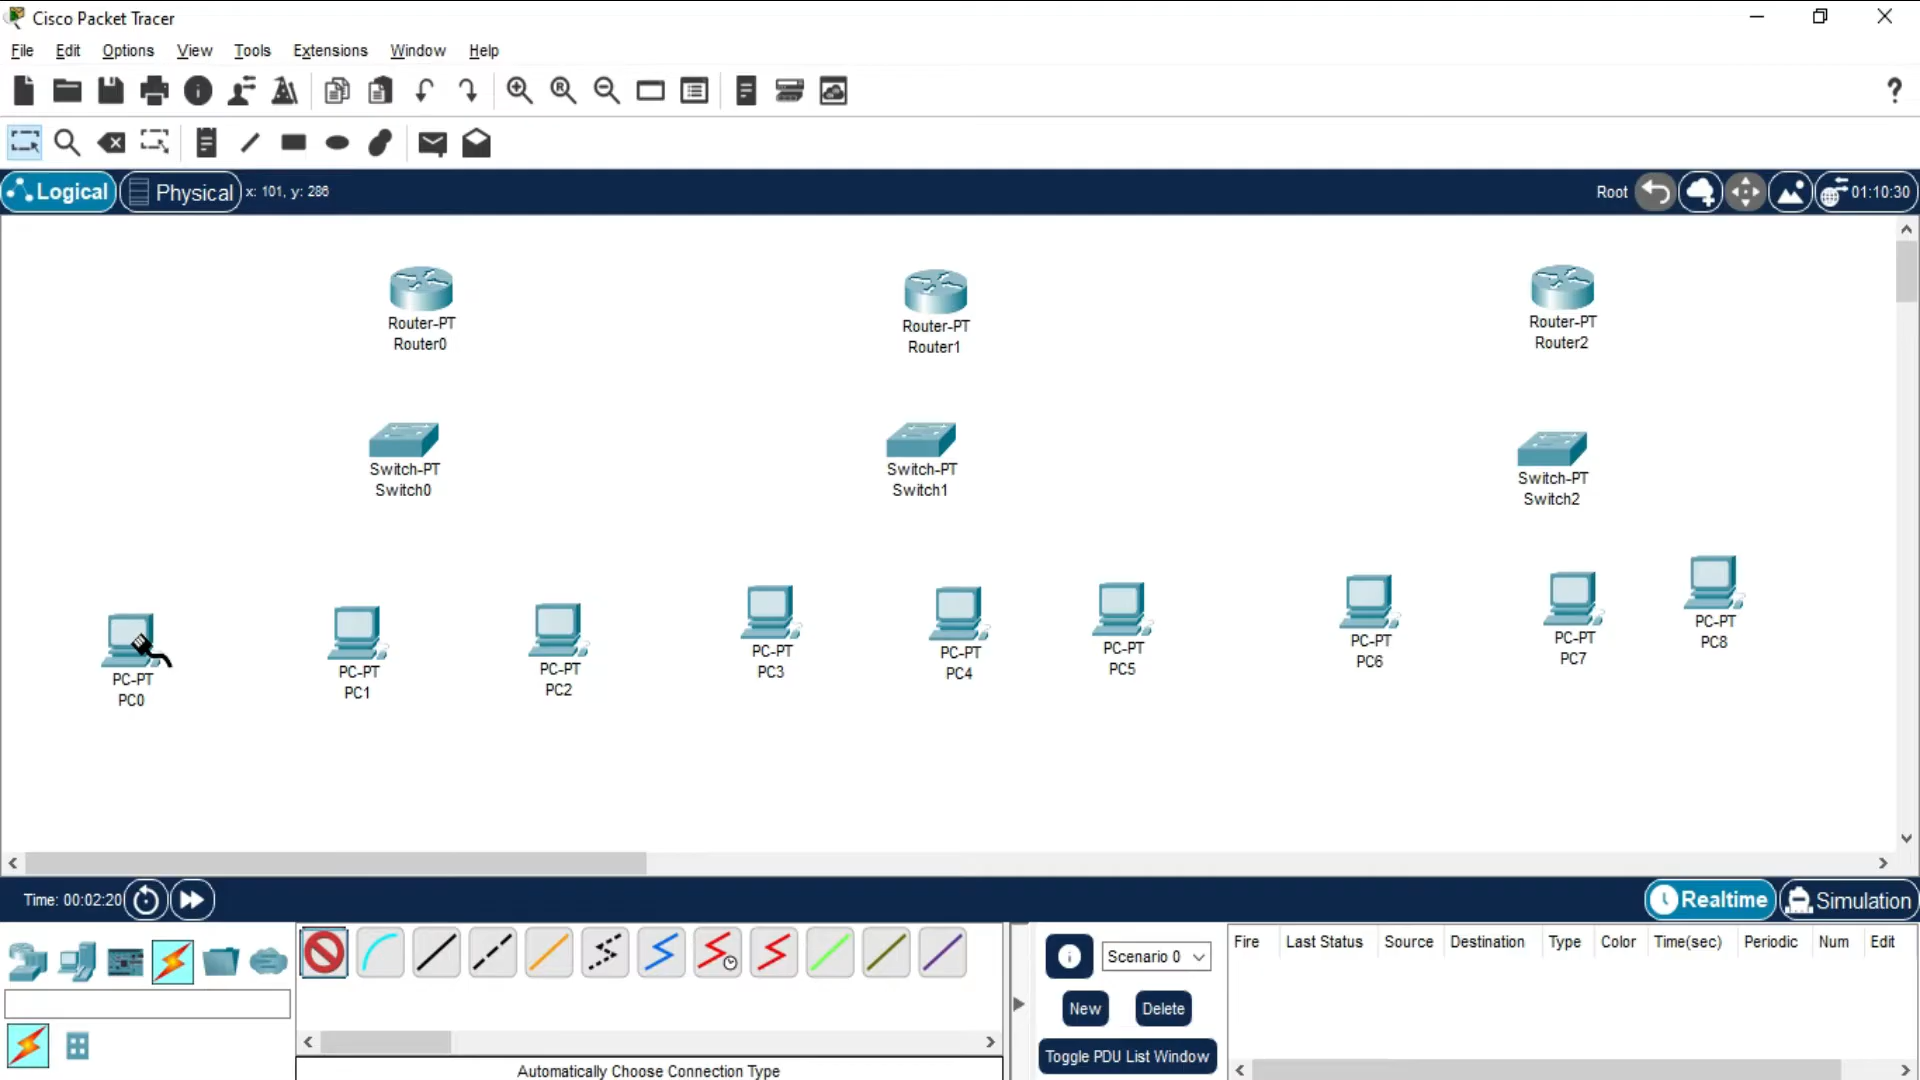 Cisco Packet Tracer
File Edit Options View Tools Extensions Window Help
Logical Physical x: 101, y: 286 Root 01:10:30
Router-PT
Router0
Router-PT
Router1
Router-PT
Router2
Switch-PT
Switch0
Switch-PT
Switch1
Switch-PT
Switch2
PC-PT
PC0
PC-PT
PC1
PC-PT
PC2
PC-PT
PC3
PC-PT
PC4
PC-PT
PC5
PC-PT
PC6
PC-PT
PC7
PC-PT
PC8
Time: 00:02:20 Realtime Simulation
Scenario 0
New Delete
Toggle PDU List Window
Fire Last Status Source Destination Type Color Time(sec) Periodic Num Edit
Automatically Choose Connection Type